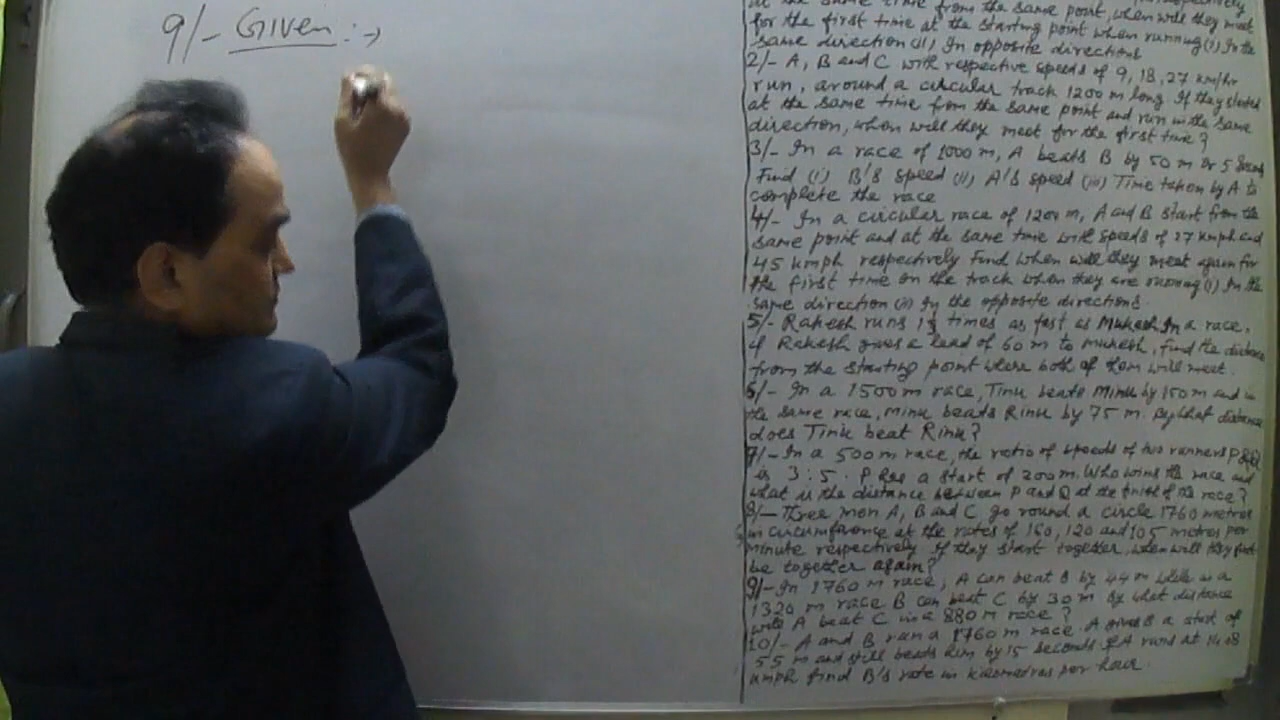 9/- Given :→
at the same time from the same point, when will they meet
for the first time at the starting point when running (i) In the
same direction (ii) In opposite directions
2/- A, B and C with respective speeds of 9, 18, 27 km/hr
run, around a circular track 1200 m long. If they started
at the same time from the same point and run in the same
direction, when will they meet for the first time?
3/- In a race of 1000 m, A beats B by 50 m or 5 seconds
Find (i) B's speed (ii) A's speed (iii) Time taken by A to
complete the race
4/- In a circular race of 1200 m, A and B start from the
same point and at the same time with speeds of 27 kmph and
45 kmph respectively Find when will they meet again for
the first time on the track when they are running (i) In the
same direction (ii) In the opposite directions.
5/- Rakesh runs times as fast as Mukesh In a race,
if Rakesh gives a lead of 60 m to Mukesh, find the distance
from the starting point where both of them will meet.
6/- In a 1500 m race, Tinu beats Minu by 150 m and in
the same race, Minu beats Rinu by 75 m. By what distance
does Tinu beat Rinu?
7/- In a 500 m race, the ratio of speeds of two runners P & Q
is 3:5. P has a start of 200 m. Who wins the race and
what is the distance between P and Q at the finish of the race?
8/- Three men A, B and C go round a circle 1760 metres
in circumference at the rates of 160, 120 and 105 metres per
minute respectively If they start together, when will they first
be together again?
9/- In 1760 m race, A can beat B by 44 m while in a
1320 m race B can beat C by 30 m By what distance
will A beat C in a 880 m race?
10/- A and B run a 1760 m race. A gives B a start of
55 m and still beats him by 15 seconds. If A runs at
kmph find B's rate in kilometres per hour.